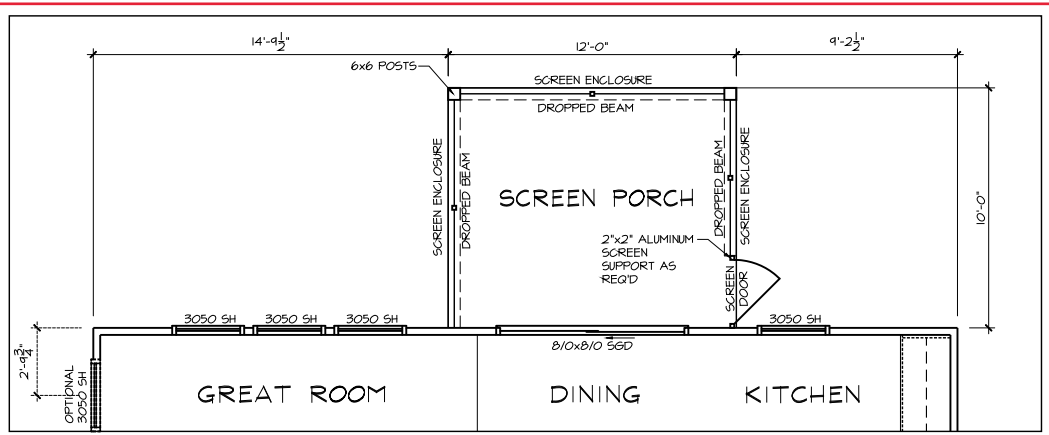 14'-9½"
12'-0"
9'-2½"
6x6 POSTS
SCREEN ENCLOSURE
DROPPED BEAM
SCREEN ENCLOSURE
DROPPED BEAM
DROPPED BEAM
SCREEN ENCLOSURE
SCREEN PORCH
10'-0"
2"x2" ALUMINUM
SCREEN
SUPPORT AS
REQ'D
SCREEN
DOOR
3050 SH
3050 SH
3050 SH
3050 SH
8/0x8/0 SGD
2'-9¾"
OPTIONAL
3050 SH
GREAT ROOM
DINING
KITCHEN